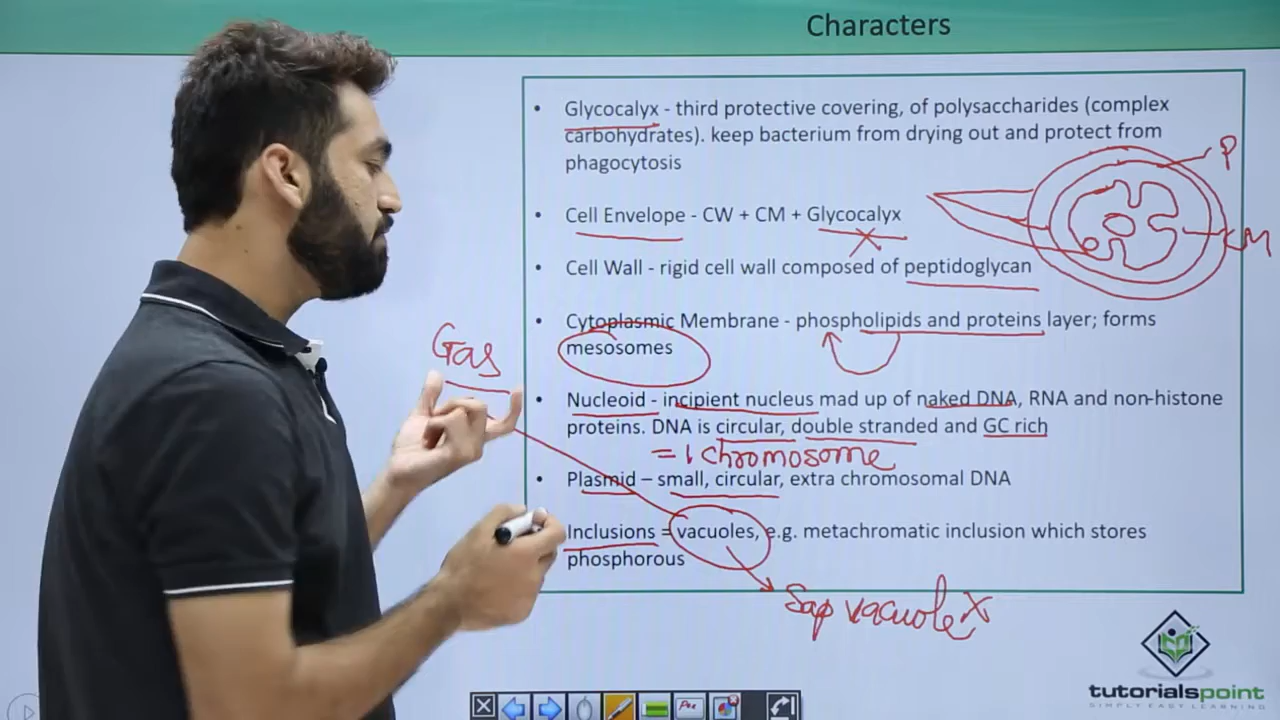 Characters
• Glycocalyx - third protective covering, of polysaccharides (complex
carbohydrates). keep bacterium from drying out and protect from
phagocytosis
P
• Cell Envelope - CW + CM + Glycocalyx
CM
• Cell Wall - rigid cell wall composed of peptidoglycan
• Cytoplasmic Membrane - phospholipids and proteins layer; forms
mesosomes
Gas
• Nucleoid - incipient nucleus mad up of naked DNA, RNA and non-histone
proteins. DNA is circular, double stranded and GC rich
= 1 chromosome
• Plasmid – small, circular, extra chromosomal DNA
Inclusions = vacuoles, e.g. metachromatic inclusion which stores
phosphorous
Sap vacuole X
tutorialspoint
SIMPLY EASY LEARNING
Pen